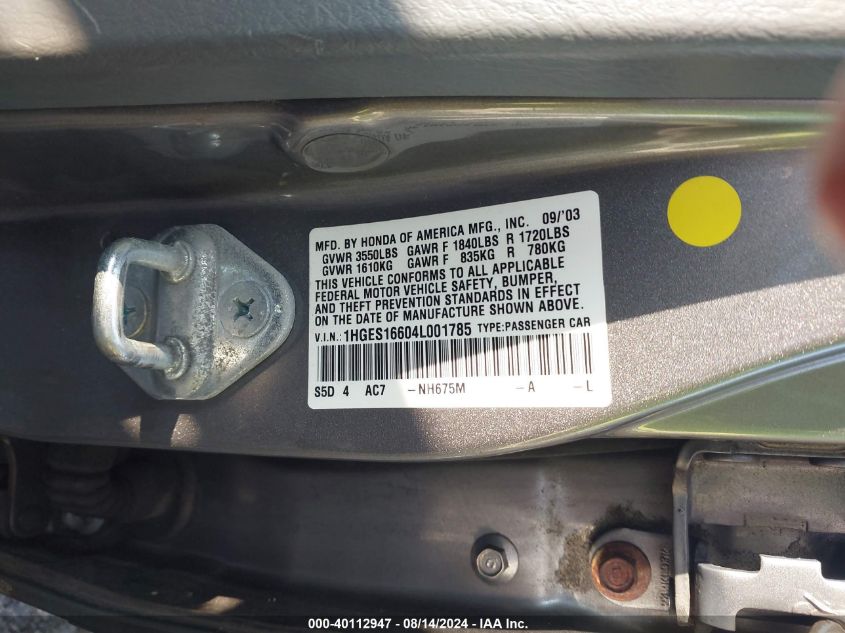 MFD. BY HONDA OF AMERICA MFG., INC. 09/'03
GVWR 3550LBS GAWR F 1840LBS R 1720LBS
GVWR 1610KG GAWR F 835KG R 780KG
THIS VEHICLE CONFORMS TO ALL APPLICABLE
FEDERAL MOTOR VEHICLE SAFETY, BUMPER,
AND THEFT PREVENTION STANDARDS IN EFFECT
ON THE DATE OF MANUFACTURE SHOWN ABOVE.
V.I.N.: 1HGES16604L001785 TYPE:PASSENGER CAR
S5D 4 AC7 -NH675M -A -L
000-40112947 - 08/14/2024 - IAA Inc.